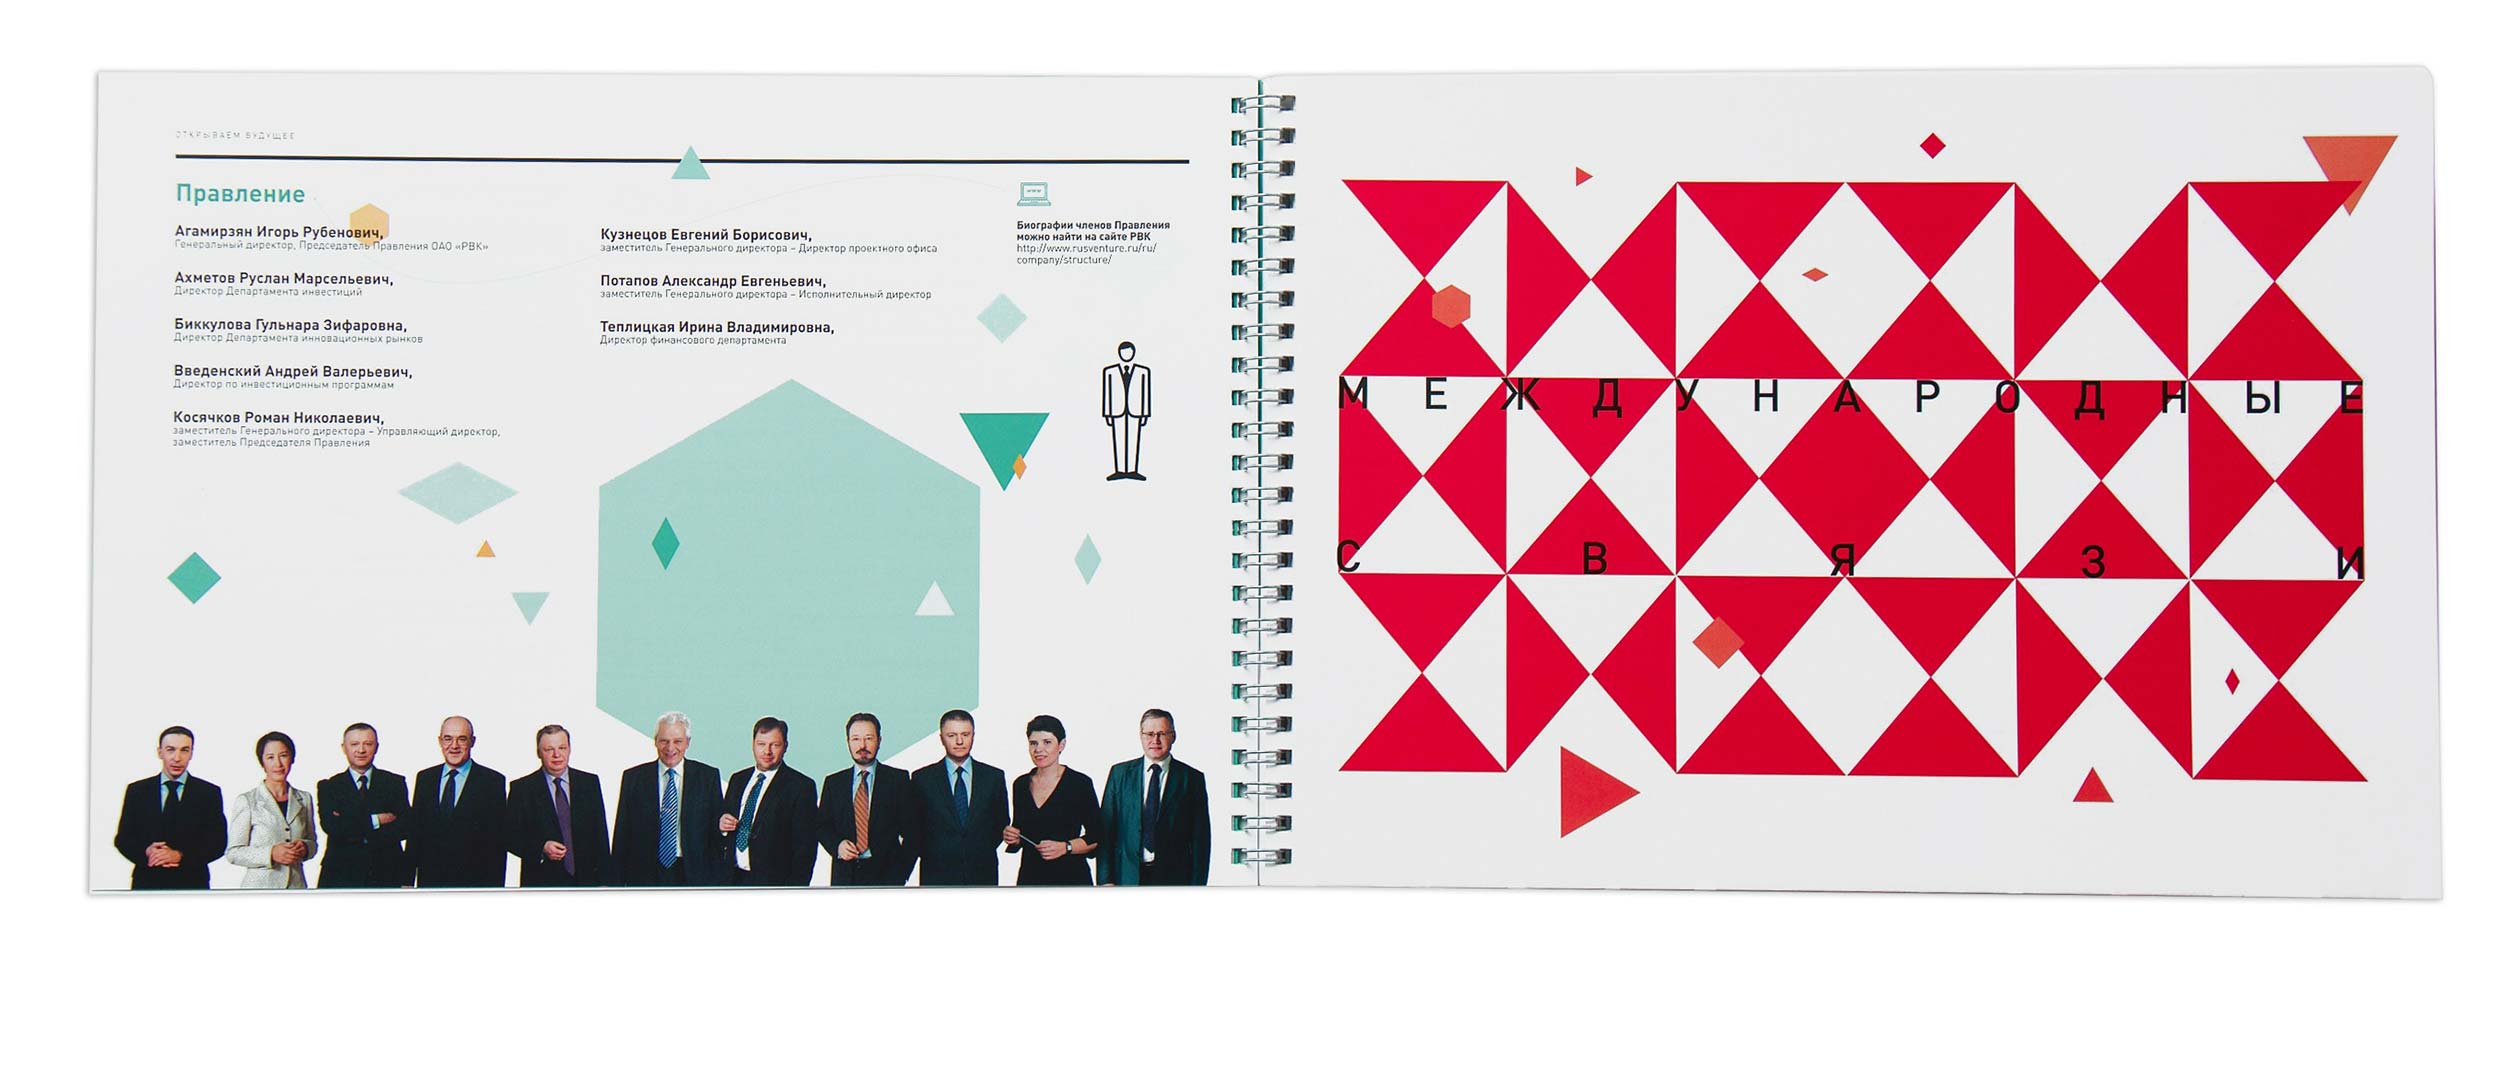 ОТКРЫВАЕМ БУДУЩЕЕ
Правление
Агамирзян Игорь Рубенович,
Генеральный директор, Председатель Правления ОАО «РВК»
Ахметов Руслан Марсельевич,
Директор Департамента инвестиций
Биккулова Гульнара Зифаровна,
Директор Департамента инновационных рынков
Введенский Андрей Валерьевич,
Директор по инвестиционным программам
Косячков Роман Николаевич,
заместитель Генерального директора – Управляющий директор,
заместитель Председателя Правления
Кузнецов Евгений Борисович,
заместитель Генерального директора – Директор проектного офиса
Потапов Александр Евгеньевич,
заместитель Генерального директора – Исполнительный директор
Теплицкая Ирина Владимировна,
Директор финансового департамента
www
Биографии членов Правления
можно найти на сайте РВК
http://www.rusventure.ru/ru/
company/structure/
МЕЖДУНАРОДНЫЕ
СВЯЗИ